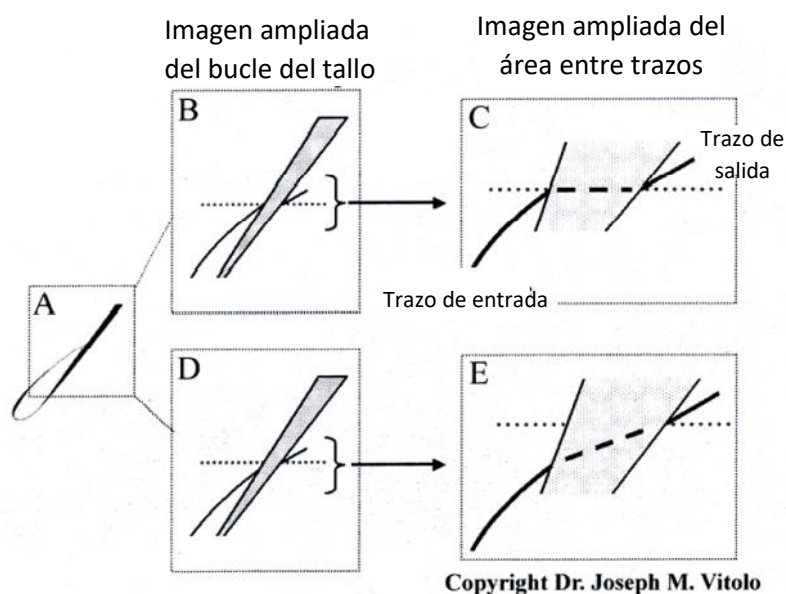 Imagen ampliada
del bucle del tallo
Imagen ampliada del
área entre trazos
B
C
Trazo de
salida
A
Trazo de entrada
D
E
Copyright Dr. Joseph M. Vitolo